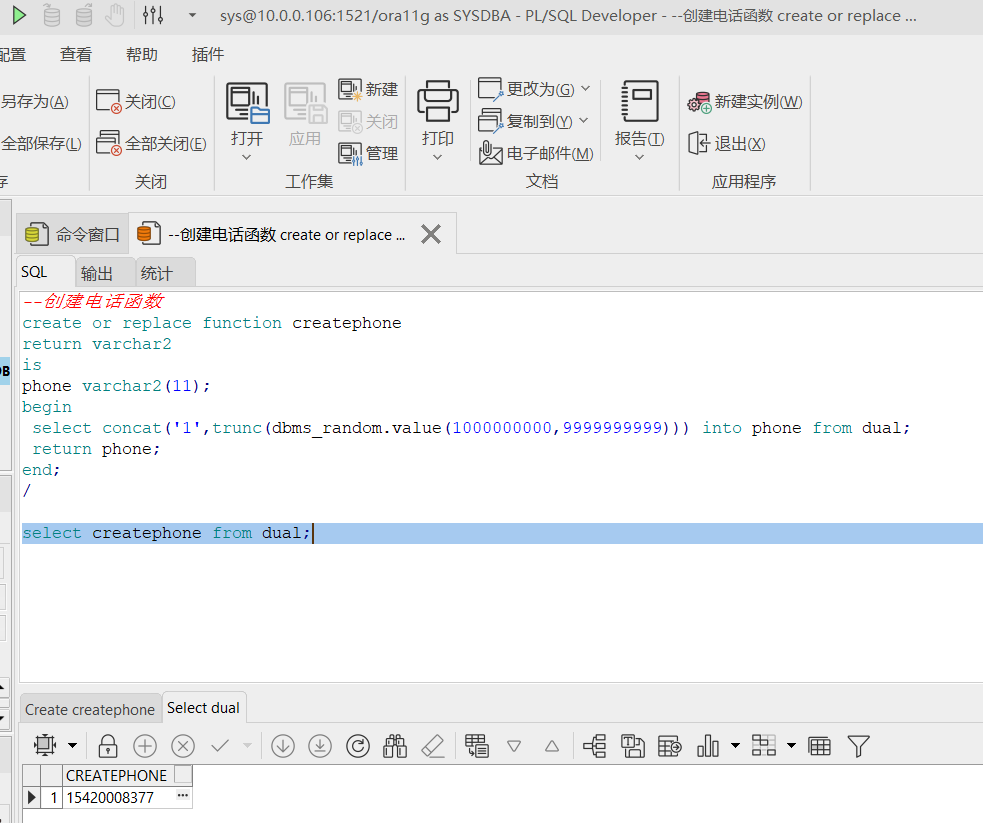 sys@10.0.0.106:1521/ora11g as SYSDBA - PL/SQL Developer - --创建电话函数 create or replace ...
配置 查看 帮助 插件
另存为(A) 关闭(C) 打开 应用 新建 打印 更改为(G) 报告(T) 新建实例(W)
关闭 复制到(Y)
全部保存(L) 全部关闭(E) 管理 电子邮件(M) 退出(X)
存 关闭 工作集 文档 应用程序
命令窗口 --创建电话函数 create or replace ...
SQL 输出 统计
--创建电话函数
create or replace function createphone
return varchar2
is
phone varchar2(11);
begin
select concat('1',trunc(dbms_random.value(1000000000,9999999999))) into phone from dual;
return phone;
end;
/
select createphone from dual;
Create createphone Select dual
CREATEPHONE
1 15420008377 ...